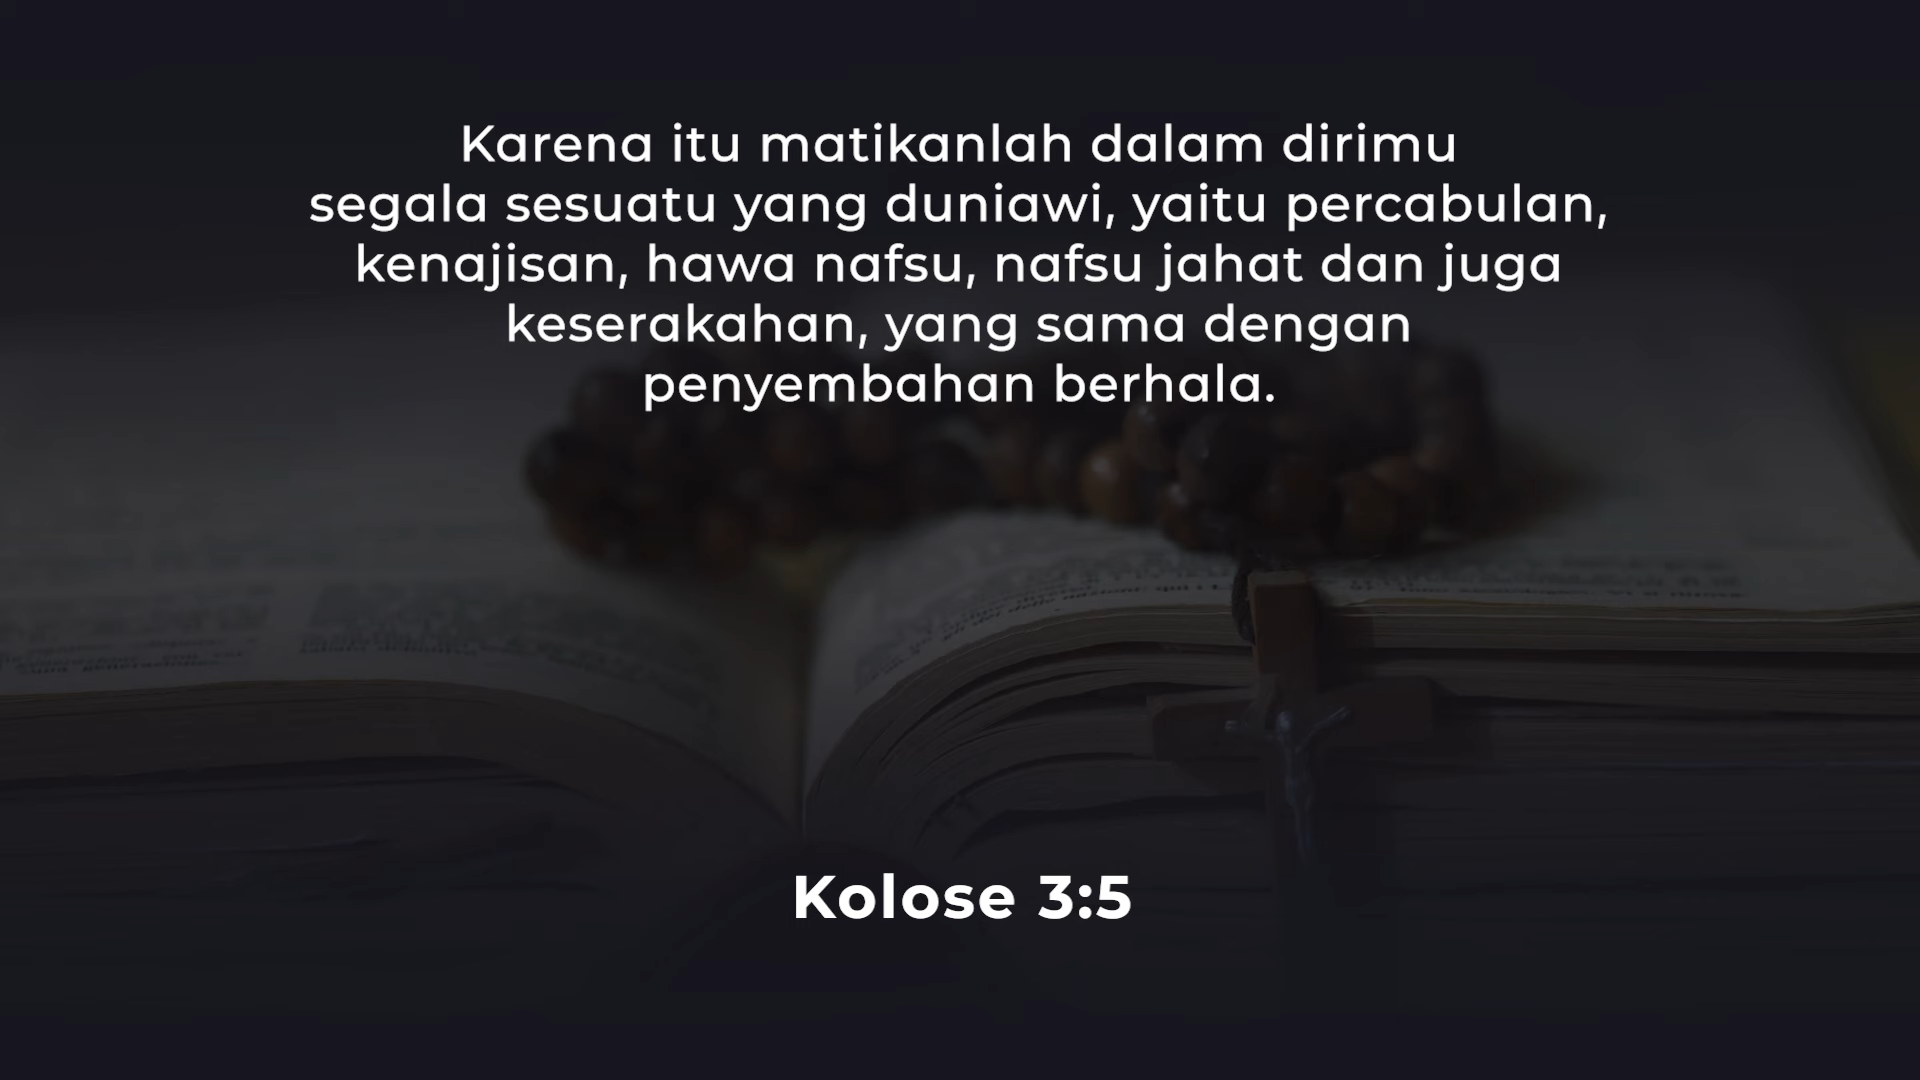 Karena itu matikanlah dalam dirimu
segala sesuatu yang duniawi, yaitu percabulan,
kenajisan, hawa nafsu, nafsu jahat dan juga
keserakahan, yang sama dengan
penyembahan berhala.
Kolose 3:5